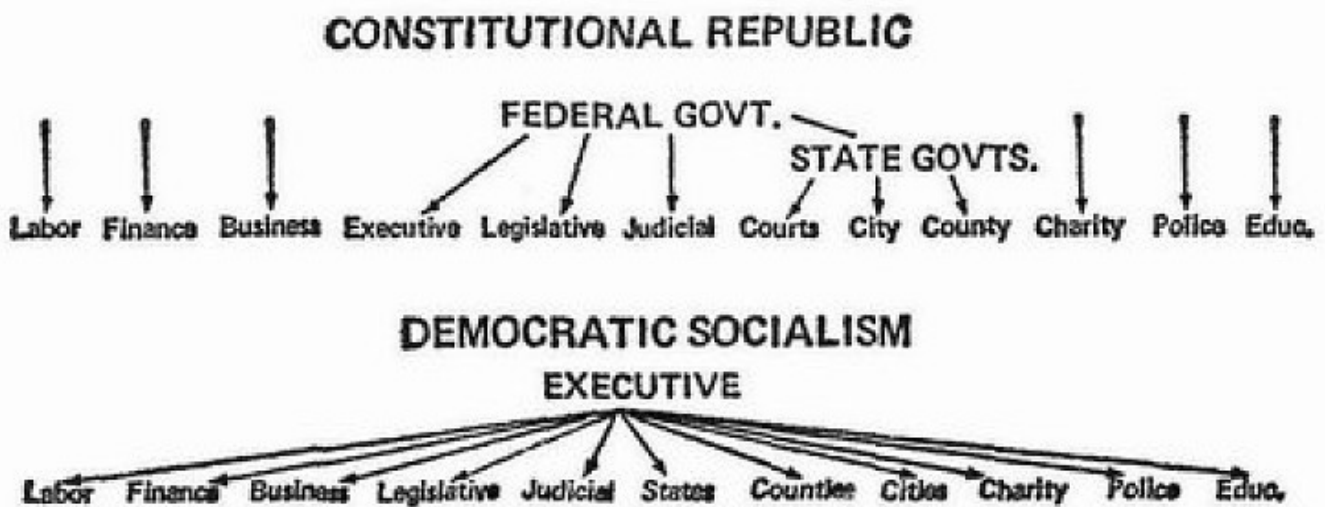 CONSTITUTIONAL REPUBLIC
FEDERAL GOVT.
STATE GOVTS.
Labor Finance Business Executive Legislative Judicial Courts City County Charity Police Educ.
DEMOCRATIC SOCIALISM
EXECUTIVE
Labor Finance Business Legislative Judicial States Counties Cities Charity Police Educ.